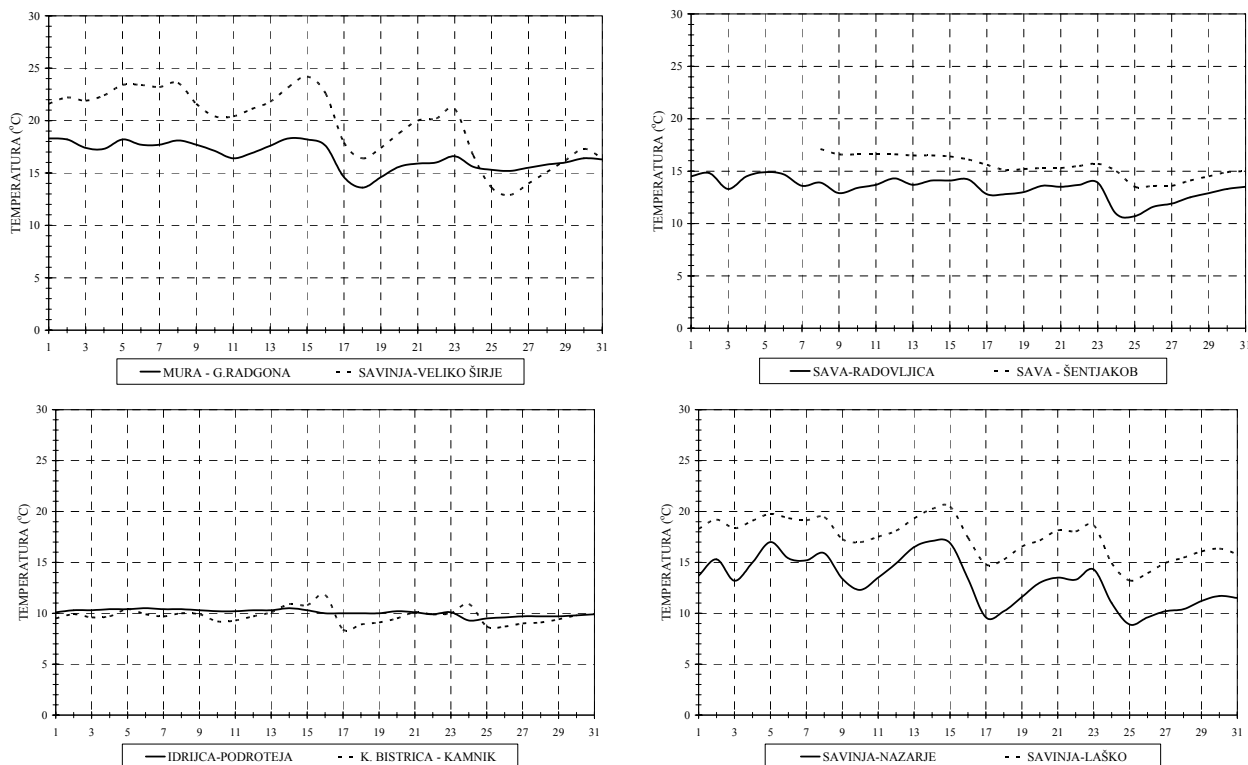 TEMPERATURA (°C)
30
25
20
15
10
5
0
1 3 5 7 9 11 13 15 17 19 21 23 25 27 29 31
MURA - G.RADGONA SAVINJA-VELIKO ŠIRJE
TEMPERATURA (°C)
30
25
20
15
10
5
0
1 3 5 7 9 11 13 15 17 19 21 23 25 27 29 31
SAVA-RADOVLJICA SAVA - ŠENTJAKOB
TEMPERATURA (°C)
30
25
20
15
10
5
0
1 3 5 7 9 11 13 15 17 19 21 23 25 27 29 31
IDRIJCA-PODROTEJA K. BISTRICA - KAMNIK
TEMPERATURA (°C)
30
25
20
15
10
5
0
1 3 5 7 9 11 13 15 17 19 21 23 25 27 29 31
SAVINJA-NAZARJE SAVINJA-LAŠKO